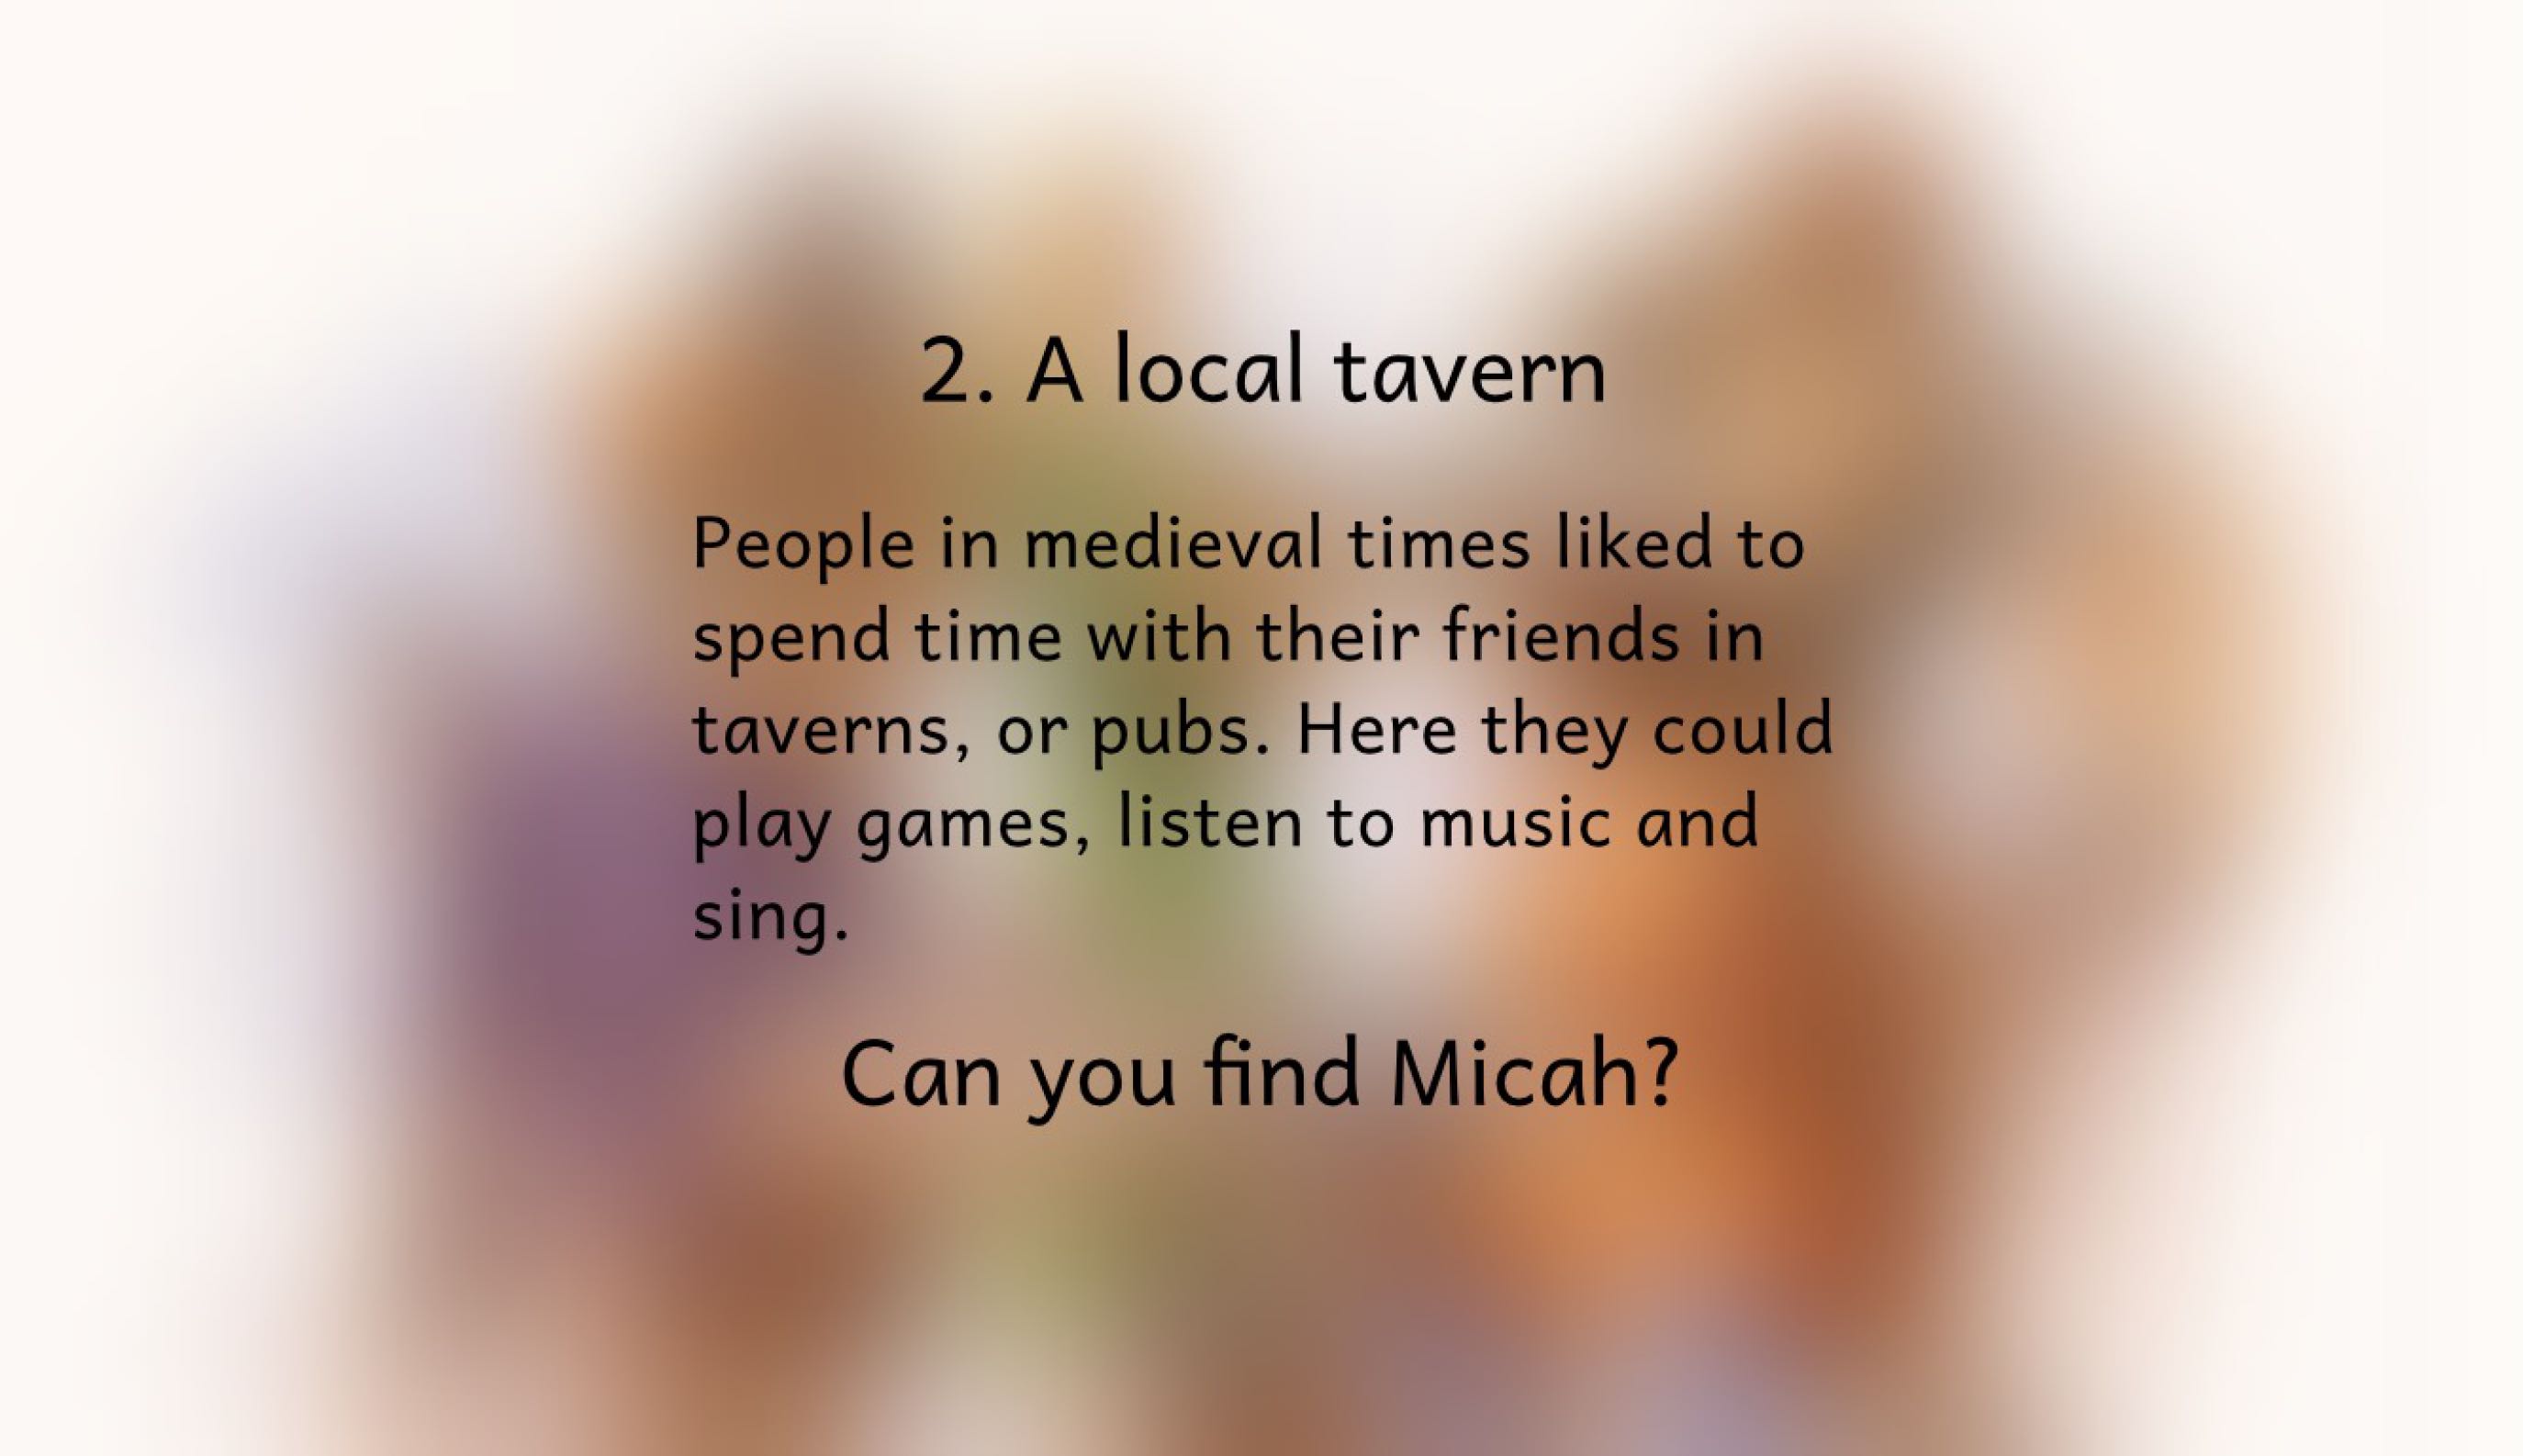 2. A local tavern
People in medieval times liked to
spend time with their friends in
taverns, or pubs. Here they could
play games, listen to music and
sing.
Can you find Micah?